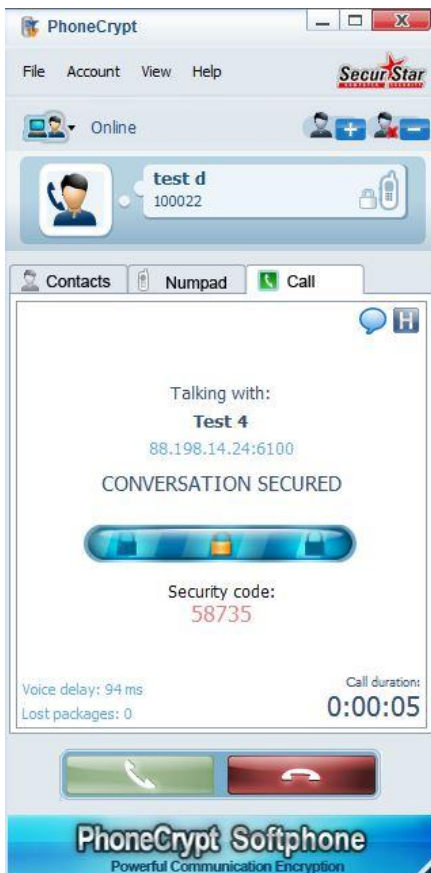 PhoneCrypt
File Account View Help
SecurStar
COMPUTER SECURITY
Online
test d
100022
Contacts Numpad Call
H
Talking with:
Test 4
88.198.14.24:6100
CONVERSATION SECURED
Security code:
58735
Voice delay: 94 ms
Lost packages: 0
Call duration:
0:00:05
PhoneCrypt Softphone
Powerful Communication Encryption